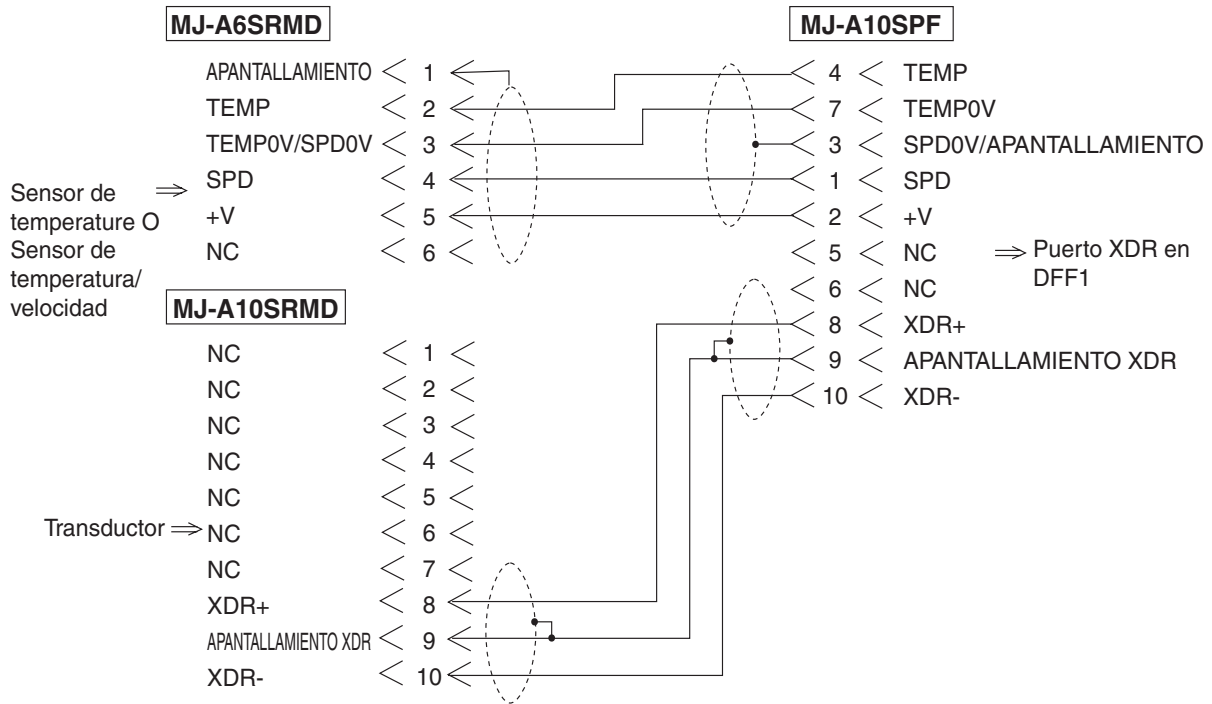 MJ-A6SRMD
APANTALLAMIENTO 1
TEMP 2
TEMP0V/SPD0V 3
SPD 4
+V 5
NC 6
Sensor de
temperature O
Sensor de
temperatura/
velocidad
MJ-A10SRMD
NC 1
NC 2
NC 3
NC 4
NC 5
NC 6
NC 7
XDR+ 8
APANTALLAMIENTO XDR 9
XDR- 10
Transductor
MJ-A10SPF
4 TEMP
7 TEMP0V
3 SPD0V/APANTALLAMIENTO
1 SPD
2 +V
5 NC
6 NC
8 XDR+
9 APANTALLAMIENTO XDR
10 XDR-
Puerto XDR en
DFF1